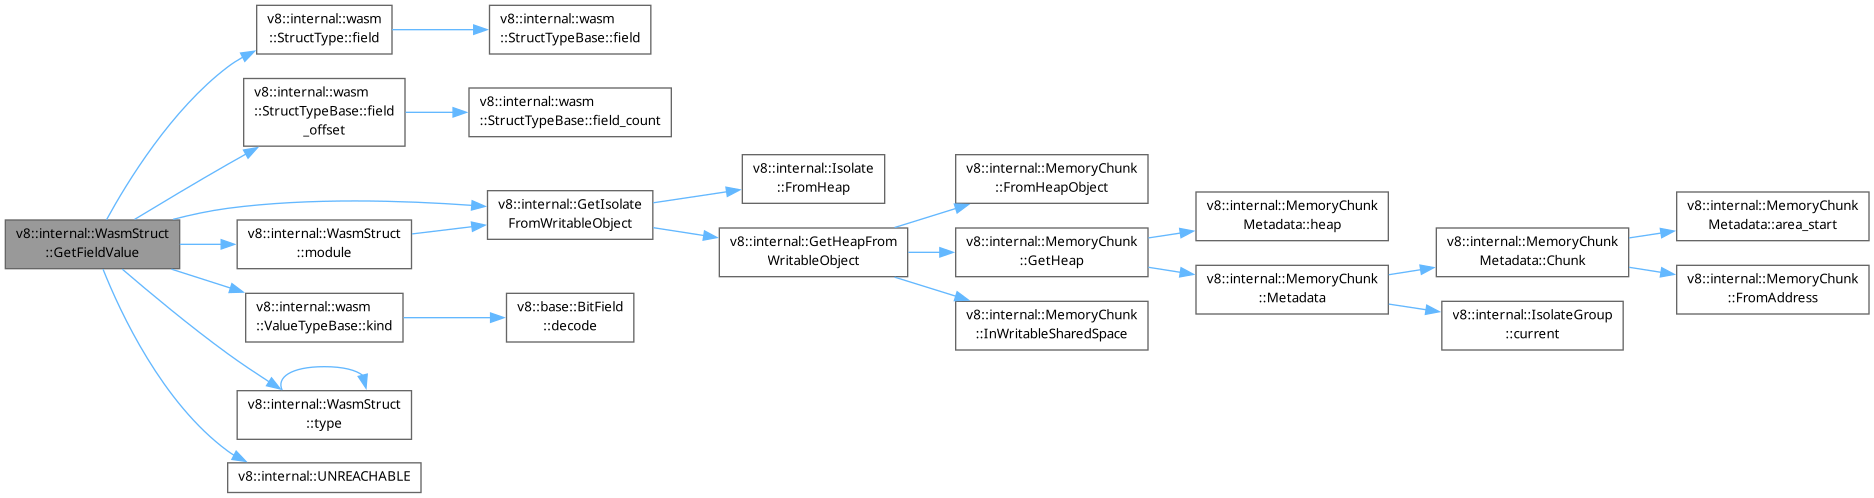 v8::internal::WasmStruct
::GetFieldValue
v8::internal::wasm
::StructType::field
v8::internal::wasm
::StructTypeBase::field
v8::internal::wasm
::StructTypeBase::field
_offset
v8::internal::wasm
::StructTypeBase::field_count
v8::internal::WasmStruct
::module
v8::internal::GetIsolate
FromWritableObject
v8::internal::Isolate
::FromHeap
v8::internal::GetHeapFrom
WritableObject
v8::internal::MemoryChunk
::FromHeapObject
v8::internal::MemoryChunk
::GetHeap
v8::internal::MemoryChunk
Metadata::heap
v8::internal::MemoryChunk
::Metadata
v8::internal::MemoryChunk
Metadata::Chunk
v8::internal::MemoryChunk
Metadata::area_start
v8::internal::MemoryChunk
::FromAddress
v8::internal::IsolateGroup
::current
v8::internal::MemoryChunk
::InWritableSharedSpace
v8::internal::wasm
::ValueTypeBase::kind
v8::base::BitField
::decode
v8::internal::WasmStruct
::type
v8::internal::UNREACHABLE